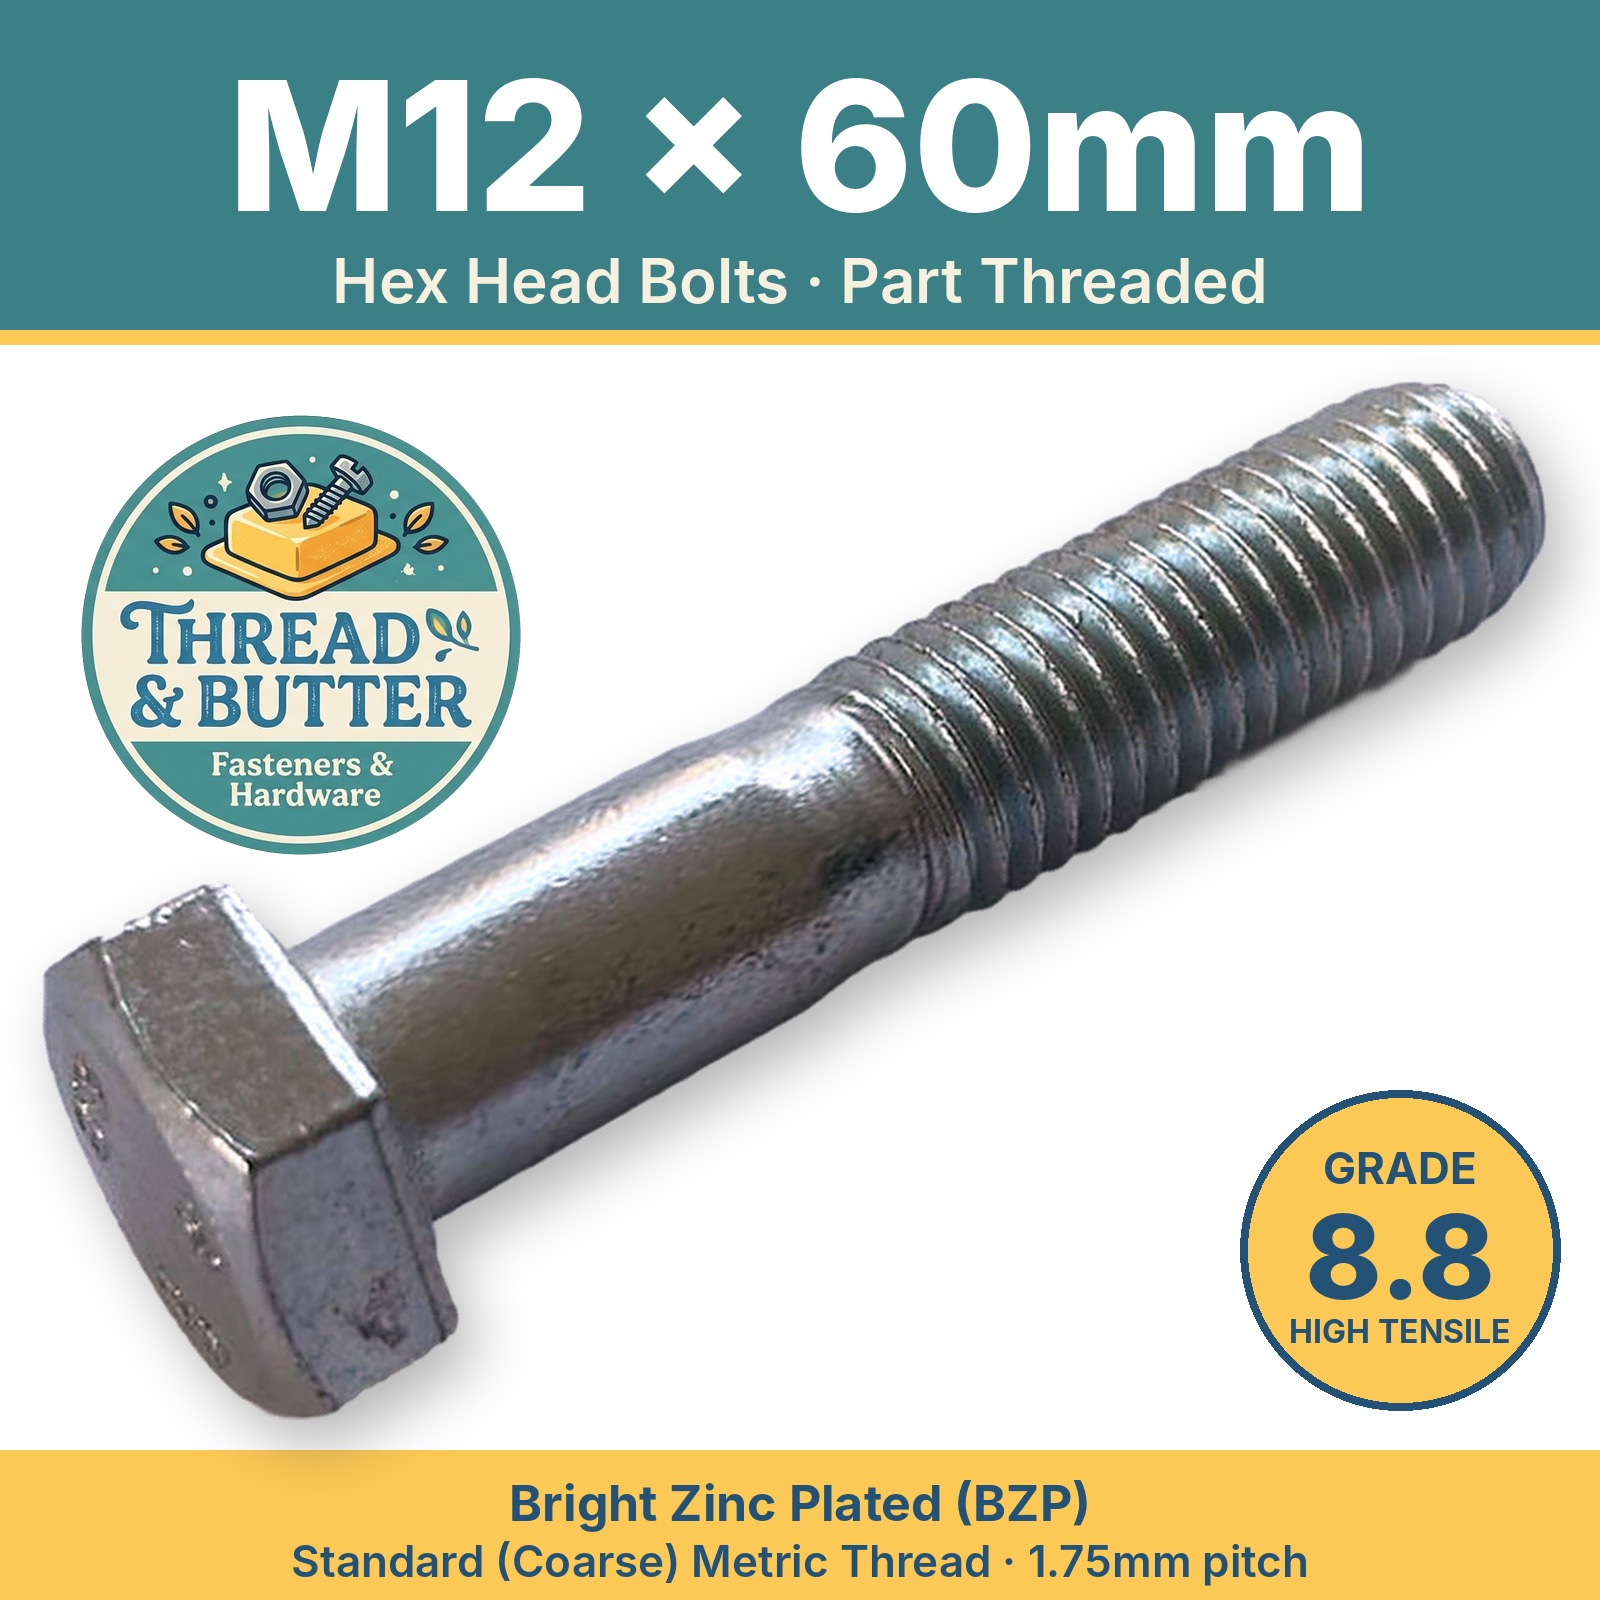 M12 × 60mm
Hex Head Bolts · Part Threaded
THREAD
& BUTTER
Fasteners &
Hardware
GRADE
8.8
HIGH TENSILE
Bright Zinc Plated (BZP)
Standard (Coarse) Metric Thread · 1.75mm pitch